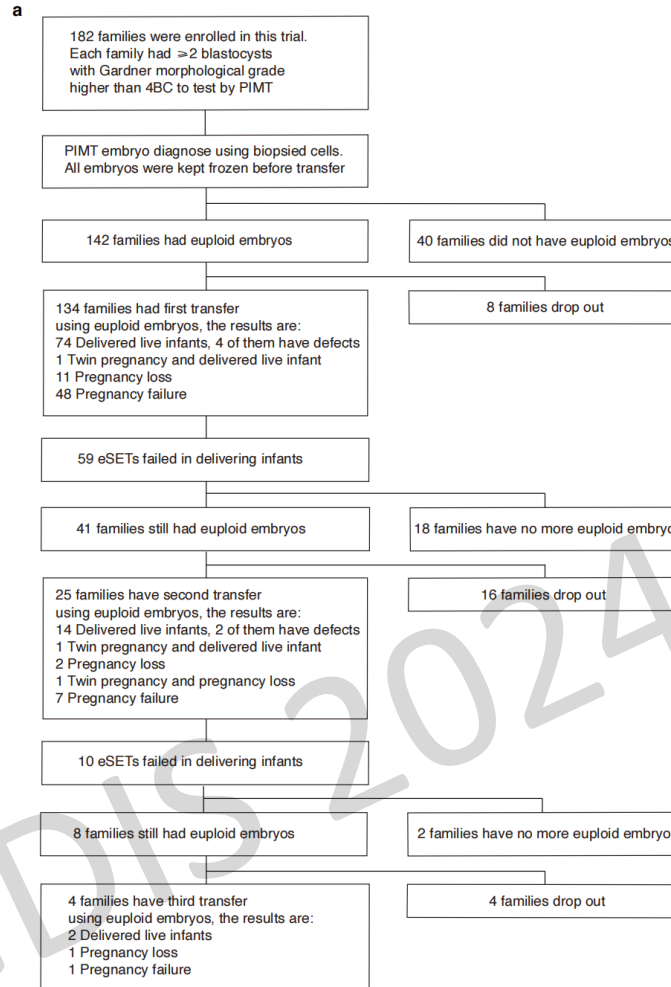 a
182 families were enrolled in this trial.
Each family had ⩾2 blastocysts
with Gardner morphological grade
higher than 4BC to test by PIMT
PIMT embryo diagnose using biopsied cells.
All embryos were kept frozen before transfer
142 families had euploid embryos
40 families did not have euploid embryos
134 families had first transfer
using euploid embryos, the results are:
74 Delivered live infants, 4 of them have defects
1 Twin pregnancy and delivered live infant
11 Pregnancy loss
48 Pregnancy failure
8 families drop out
59 eSETs failed in delivering infants
41 families still had euploid embryos
18 families have no more euploid embryo
25 families have second transfer
using euploid embryos, the results are:
14 Delivered live infants, 2 of them have defects
1 Twin pregnancy and delivered live infant
2 Pregnancy loss
1 Twin pregnancy and pregnancy loss
7 Pregnancy failure
16 families drop out
10 eSETs failed in delivering infants
8 families still had euploid embryos
2 families have no more euploid embryo
4 families have third transfer
using euploid embryos, the results are:
2 Delivered live infants
1 Pregnancy loss
1 Pregnancy failure
4 families drop out
DIS 2024